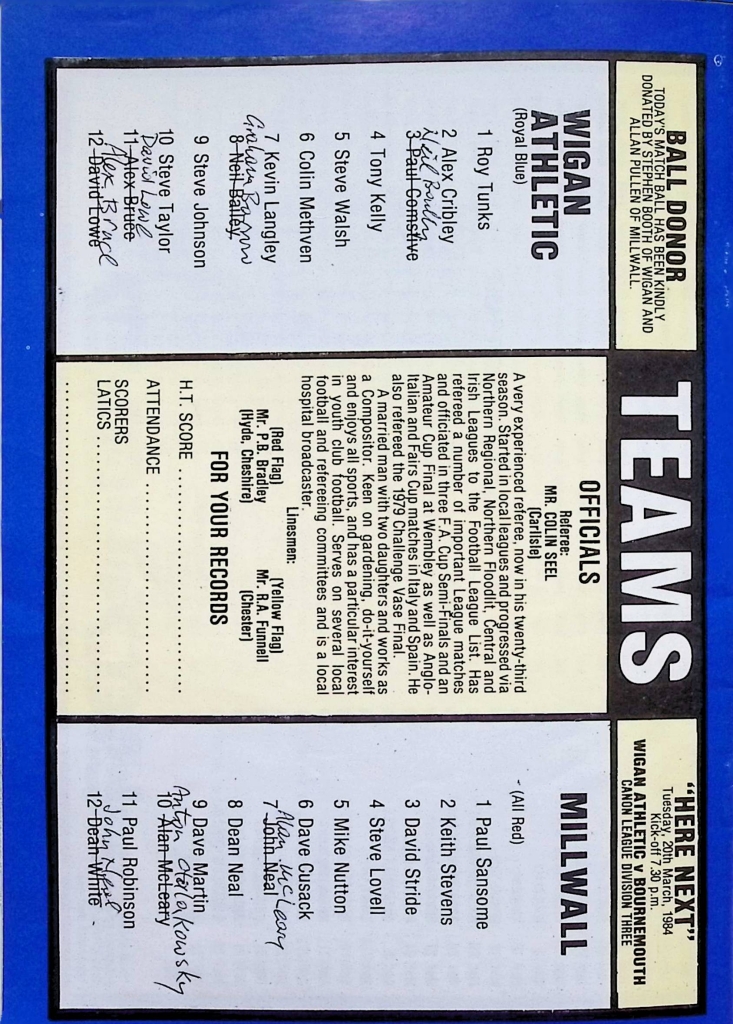 BALL DONOR
TODAY'S MATCH BALL HAS BEEN KINDLY
DONATED BY STEPHEN BOOTH OF WIGAN AND
ALLAN PULLEN OF MILLWALL.
TEAMS
"HERE NEXT"
Tuesday, 20th March, 1984
Kick-off 7.30 p.m.
WIGAN ATHLETIC v BOURNEMOUTH
CANON LEAGUE DIVISION THREE
WIGAN
ATHLETIC
(Royal Blue)
1 Roy Tunks
2 Alex Cribley
Neil Bailey
3 Paul Comstive
4 Tony Kelly
5 Steve Walsh
6 Colin Methven
7 Kevin Langley
Graham Barrow
8 Neil Bailey
9 Steve Johnson
10 Steve Taylor
David Lowe
11 Alex Bruce
Alex Bruce
12 David Lowe
OFFICIALS
Referee:
MR. COLIN SEEL
(Carlisle)
A very experienced referee, now in his twenty-third
season. Started in local leagues and progressed via
Northern Regional, Northern Floodlit, Central and
Irish Leagues to the Football League List. Has
refereed a number of important League matches
and officiated in three F.A. Cup Semi-Finals and an
Amateur Cup Final at Wembley as well as Anglo-
Italian and Fairs Cup matches in Italy and Spain. He
also refereed the 1979 Challenge Vase Final.
A married man with two daughters and works as
a Compositor. Keen on gardening, do-it-yourself
and enjoys all sports, and has a particular interest
in youth club football. Serves on several local
football and refereeing committees and is a local
hospital broadcaster.
Linesmen:
(Red Flag) (Yellow Flag)
Mr. P.B. Bradley Mr. R.A. Funnell
(Hyde, Cheshire) (Chester)
FOR YOUR RECORDS
H.T. SCORE
ATTENDANCE
SCORERS
LATICS
MILLWALL
(All Red)
1 Paul Sansome
2 Keith Stevens
3 David Stride
4 Steve Lovell
5 Mike Nutton
6 Dave Cusack
Alan McLeary
7 John Neal
8 Dean Neal
9 Dave Martin
Anton Otulakowsky
10 Alan McLeary
11 Paul Robinson
John Neal
12 Dean White